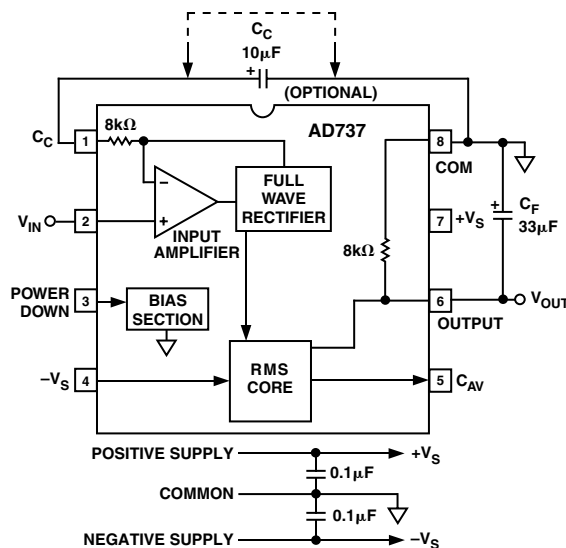 C_C
10µF
+
(OPTIONAL)
8kΩ
AD737
C_C 1
8
COM
FULL
WAVE
RECTIFIER
−
+
INPUT
AMPLIFIER
V_IN 2
7 +V_S
+
C_F
33µF
8kΩ
POWER
DOWN
3
BIAS
SECTION
6
OUTPUT
V_OUT
RMS
CORE
−V_S
4
5
C_AV
POSITIVE SUPPLY
+V_S
0.1µF
COMMON
0.1µF
NEGATIVE SUPPLY
−V_S